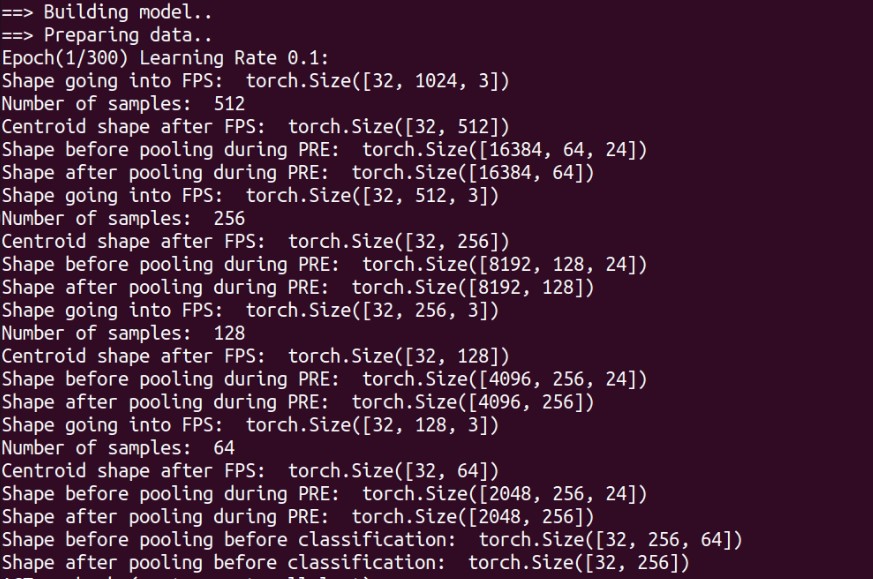 ==> Building model..
==> Preparing data..
Epoch(1/300) Learning Rate 0.1:
Shape going into FPS:  torch.Size([32, 1024, 3])
Number of samples:  512
Centroid shape after FPS:  torch.Size([32, 512])
Shape before pooling during PRE:  torch.Size([16384, 64, 24])
Shape after pooling during PRE:  torch.Size([16384, 64])
Shape going into FPS:  torch.Size([32, 512, 3])
Number of samples:  256
Centroid shape after FPS:  torch.Size([32, 256])
Shape before pooling during PRE:  torch.Size([8192, 128, 24])
Shape after pooling during PRE:  torch.Size([8192, 128])
Shape going into FPS:  torch.Size([32, 256, 3])
Number of samples:  128
Centroid shape after FPS:  torch.Size([32, 128])
Shape before pooling during PRE:  torch.Size([4096, 256, 24])
Shape after pooling during PRE:  torch.Size([4096, 256])
Shape going into FPS:  torch.Size([32, 128, 3])
Number of samples:  64
Centroid shape after FPS:  torch.Size([32, 64])
Shape before pooling during PRE:  torch.Size([2048, 256, 24])
Shape after pooling during PRE:  torch.Size([2048, 256])
Shape before pooling before classification:  torch.Size([32, 256, 64])
Shape after pooling before classification:  torch.Size([32, 256])